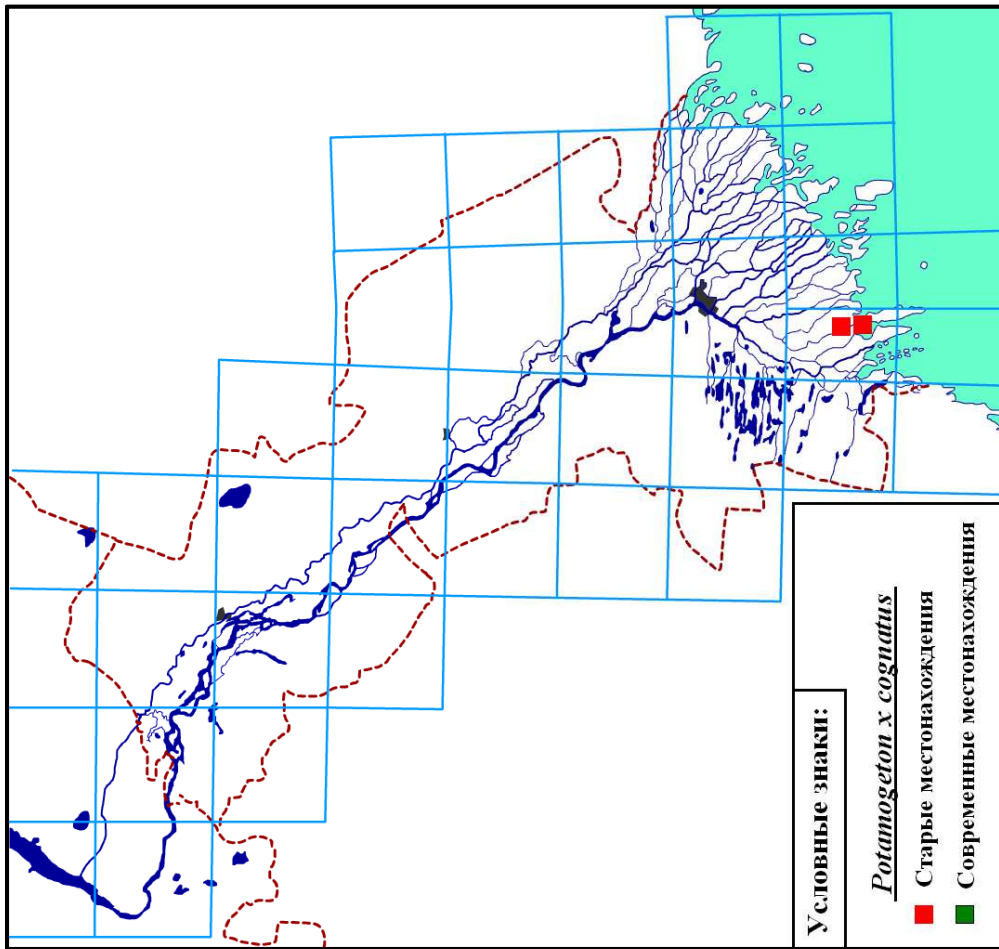 Условные знаки:
Potamogeton x cognatus
Старые местонахождения
Современные местонахождения